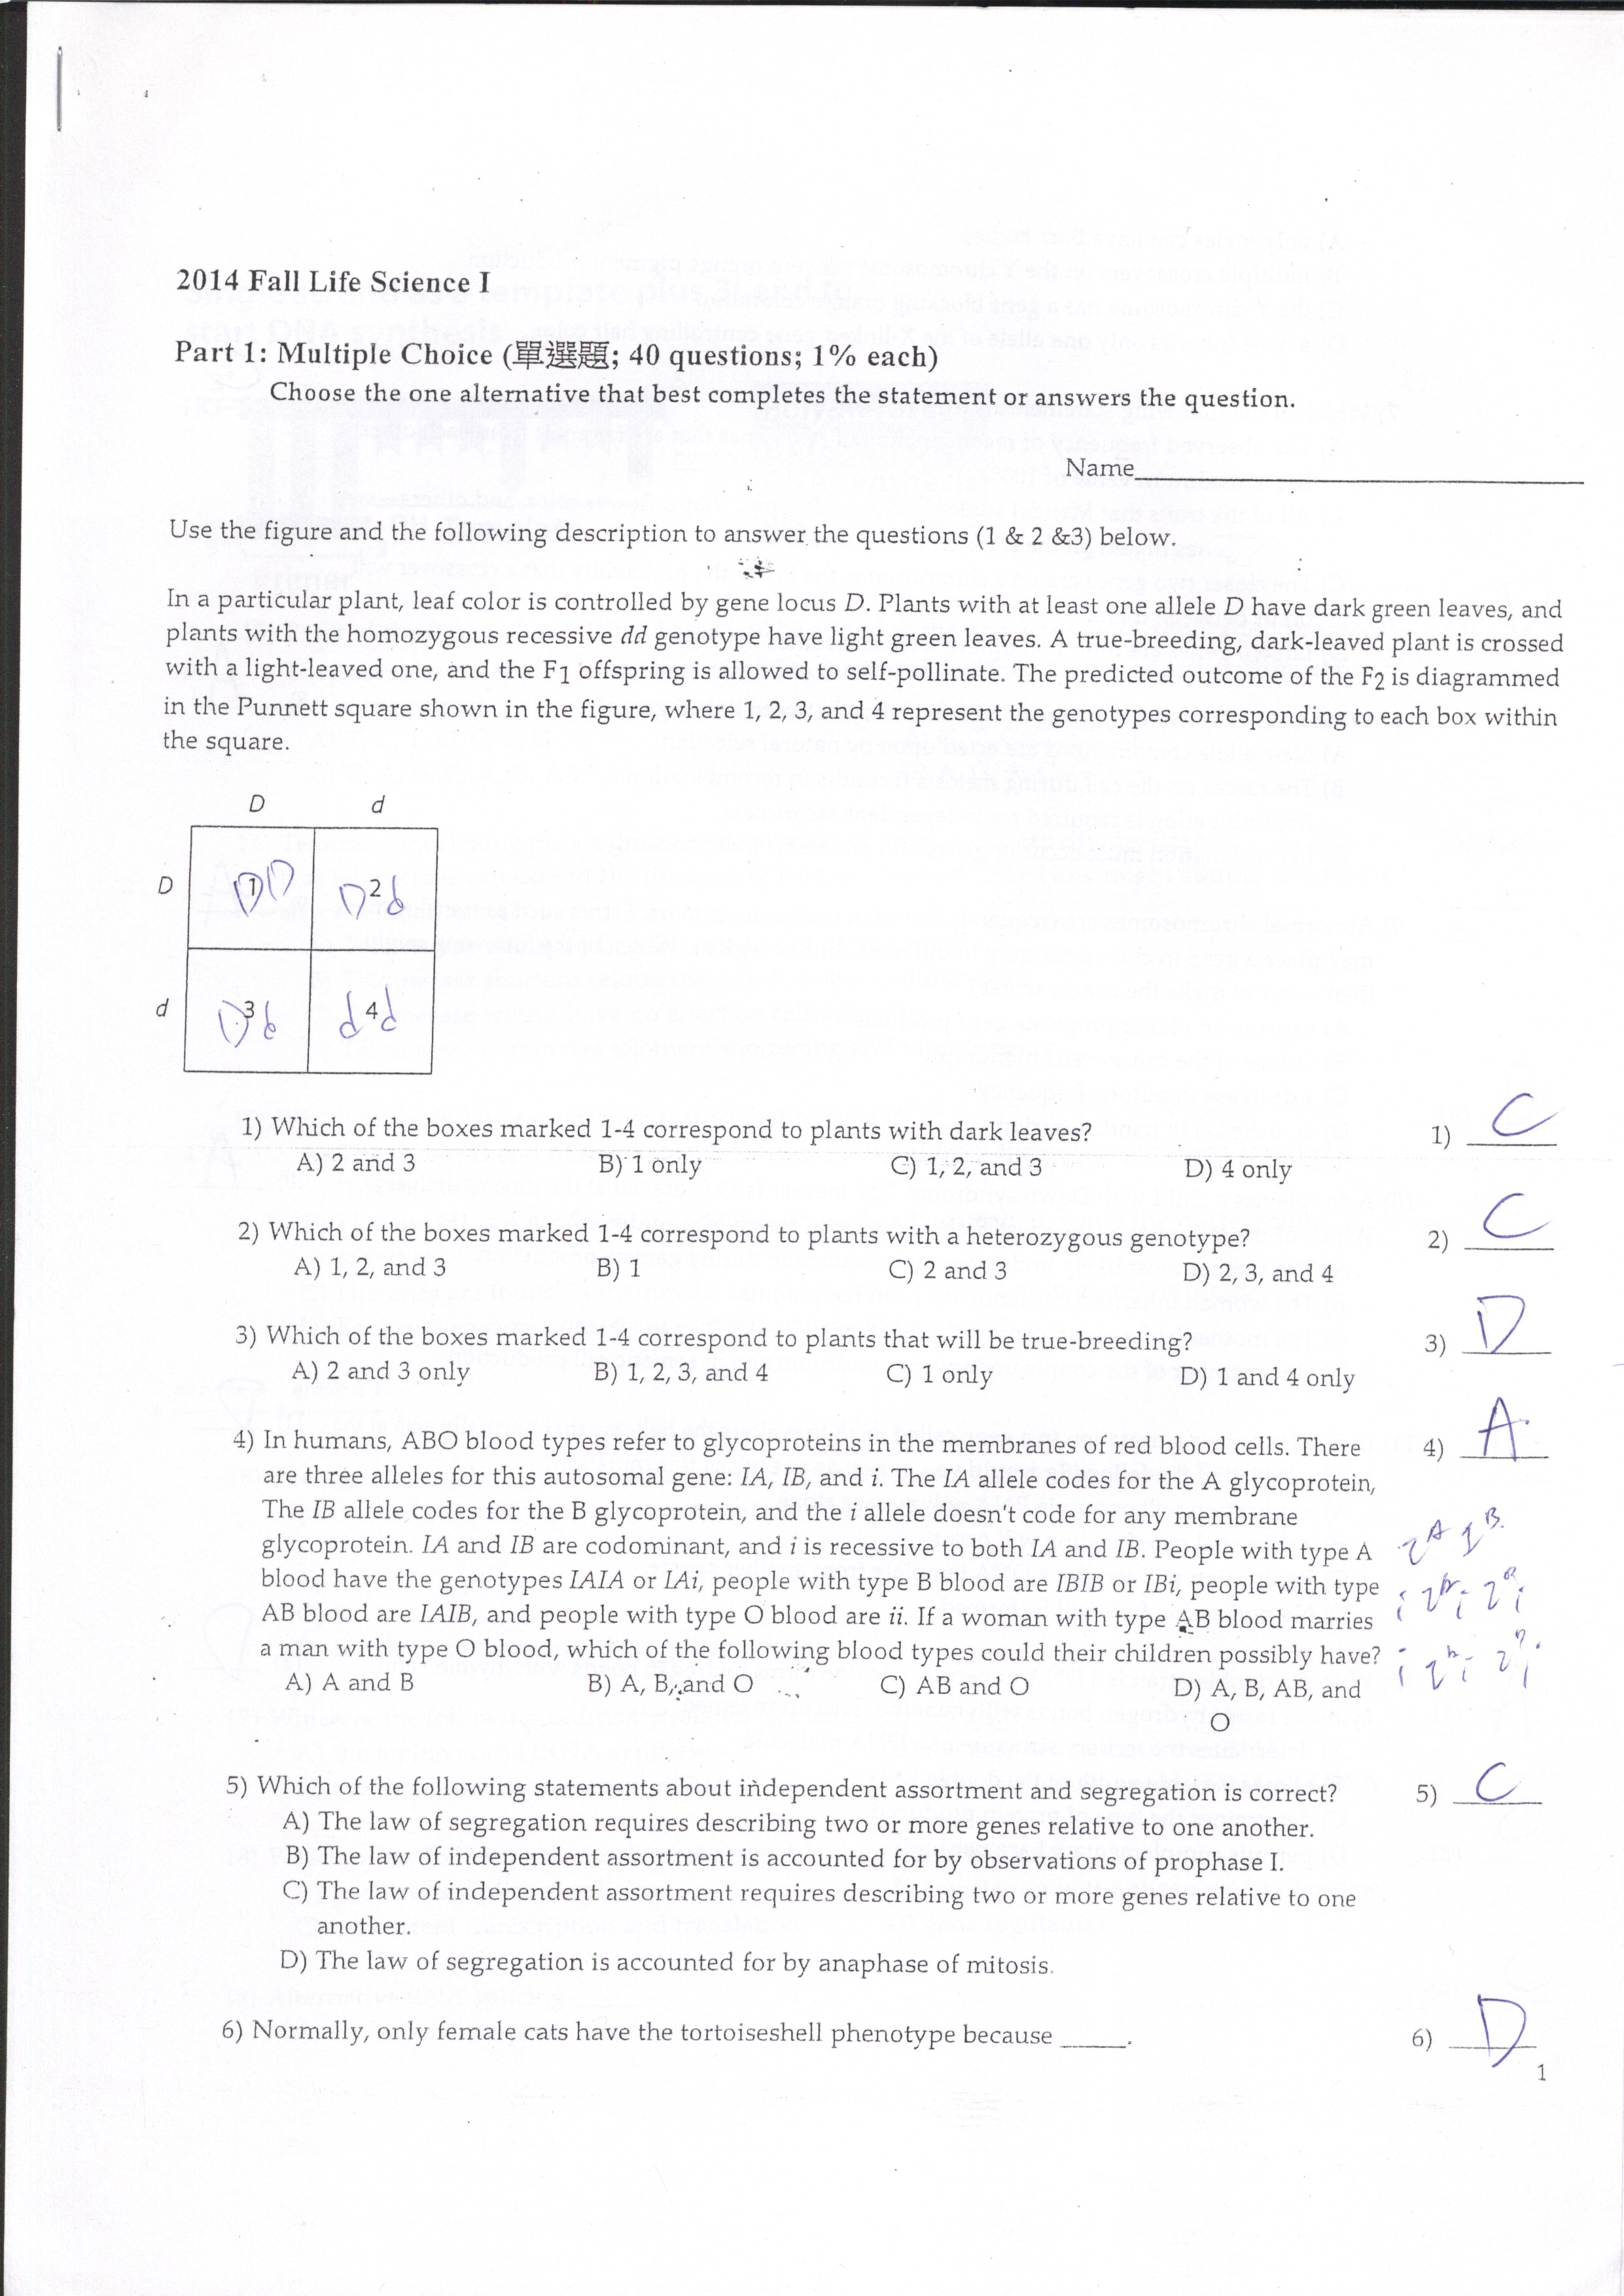 2014 Fall Life Science I
Part 1: Multiple Choice (單選題; 40 questions; 1% each)
Choose the one alternative that best completes the statement or answers the question.
Name
Use the figure and the following description to answer the questions (1 & 2 &3) below.
In a particular plant, leaf color is controlled by gene locus D. Plants with at least one allele D have dark green leaves, and
plants with the homozygous recessive dd genotype have light green leaves. A true-breeding, dark-leaved plant is crossed
with a light-leaved one, and the F1 offspring is allowed to self-pollinate. The predicted outcome of the F2 is diagrammed
in the Punnett square shown in the figure, where 1, 2, 3, and 4 represent the genotypes corresponding to each box within
the square.
D d
D 1 DD 2 Dd
d 3 Dd 4 dd
1) Which of the boxes marked 1-4 correspond to plants with dark leaves? 1) C
A) 2 and 3 B) 1 only C) 1, 2, and 3 D) 4 only
2) Which of the boxes marked 1-4 correspond to plants with a heterozygous genotype? 2) C
A) 1, 2, and 3 B) 1 C) 2 and 3 D) 2, 3, and 4
3) Which of the boxes marked 1-4 correspond to plants that will be true-breeding? 3) D
A) 2 and 3 only B) 1, 2, 3, and 4 C) 1 only D) 1 and 4 only
4) In humans, ABO blood types refer to glycoproteins in the membranes of red blood cells. There 4) A
are three alleles for this autosomal gene: IA, IB, and i. The IA allele codes for the A glycoprotein,
The IB allele codes for the B glycoprotein, and the i allele doesn't code for any membrane
glycoprotein. IA and IB are codominant, and i is recessive to both IA and IB. People with type A
blood have the genotypes IAIA or IAi, people with type B blood are IBIB or IBi, people with type
AB blood are IAIB, and people with type O blood are ii. If a woman with type AB blood marries
a man with type O blood, which of the following blood types could their children possibly have?
A) A and B B) A, B, and O C) AB and O D) A, B, AB, and
O
5) Which of the following statements about independent assortment and segregation is correct? 5) C
A) The law of segregation requires describing two or more genes relative to one another.
B) The law of independent assortment is accounted for by observations of prophase I.
C) The law of independent assortment requires describing two or more genes relative to one
another.
D) The law of segregation is accounted for by anaphase of mitosis.
6) Normally, only female cats have the tortoiseshell phenotype because _____. 6) D
1